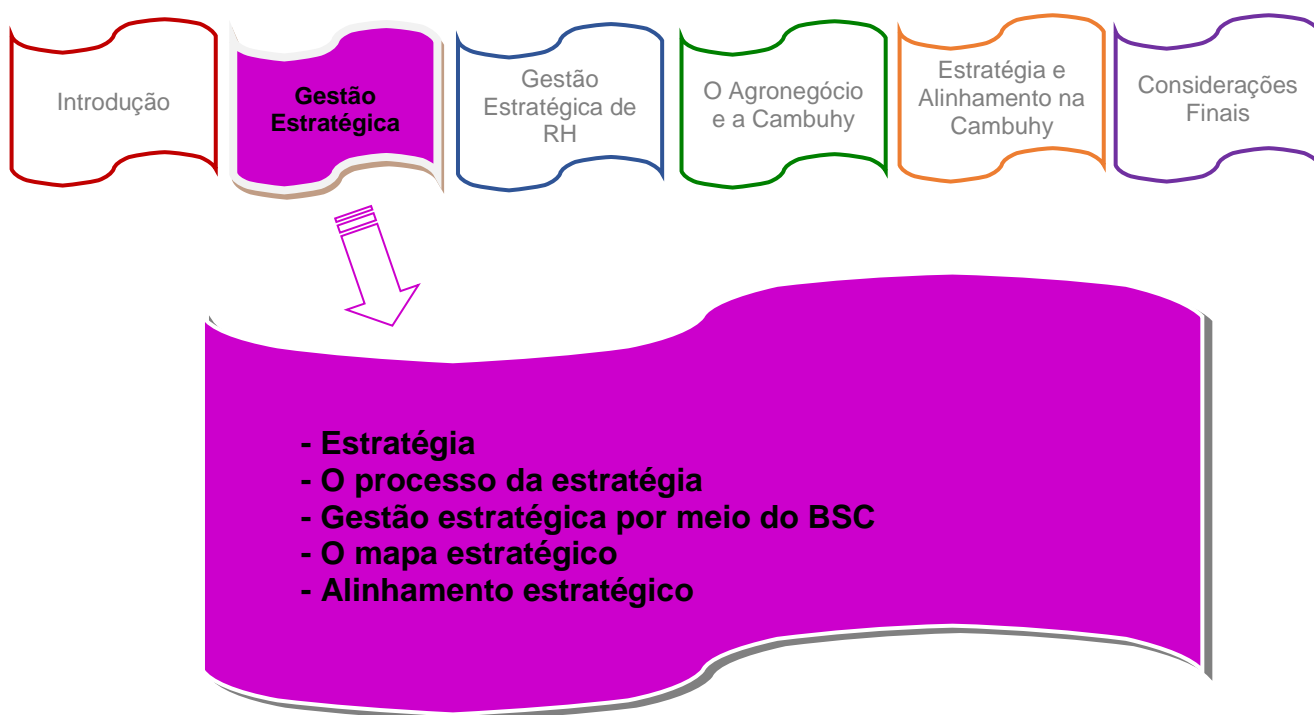 Introdução
Gestão
Estratégica
Gestão
Estratégica de
RH
O Agronegócio
e a Cambuhy
Estratégia e
Alinhamento na
Cambuhy
Considerações
Finais
- Estratégia
- O processo da estratégia
- Gestão estratégica por meio do BSC
- O mapa estratégico
- Alinhamento estratégico